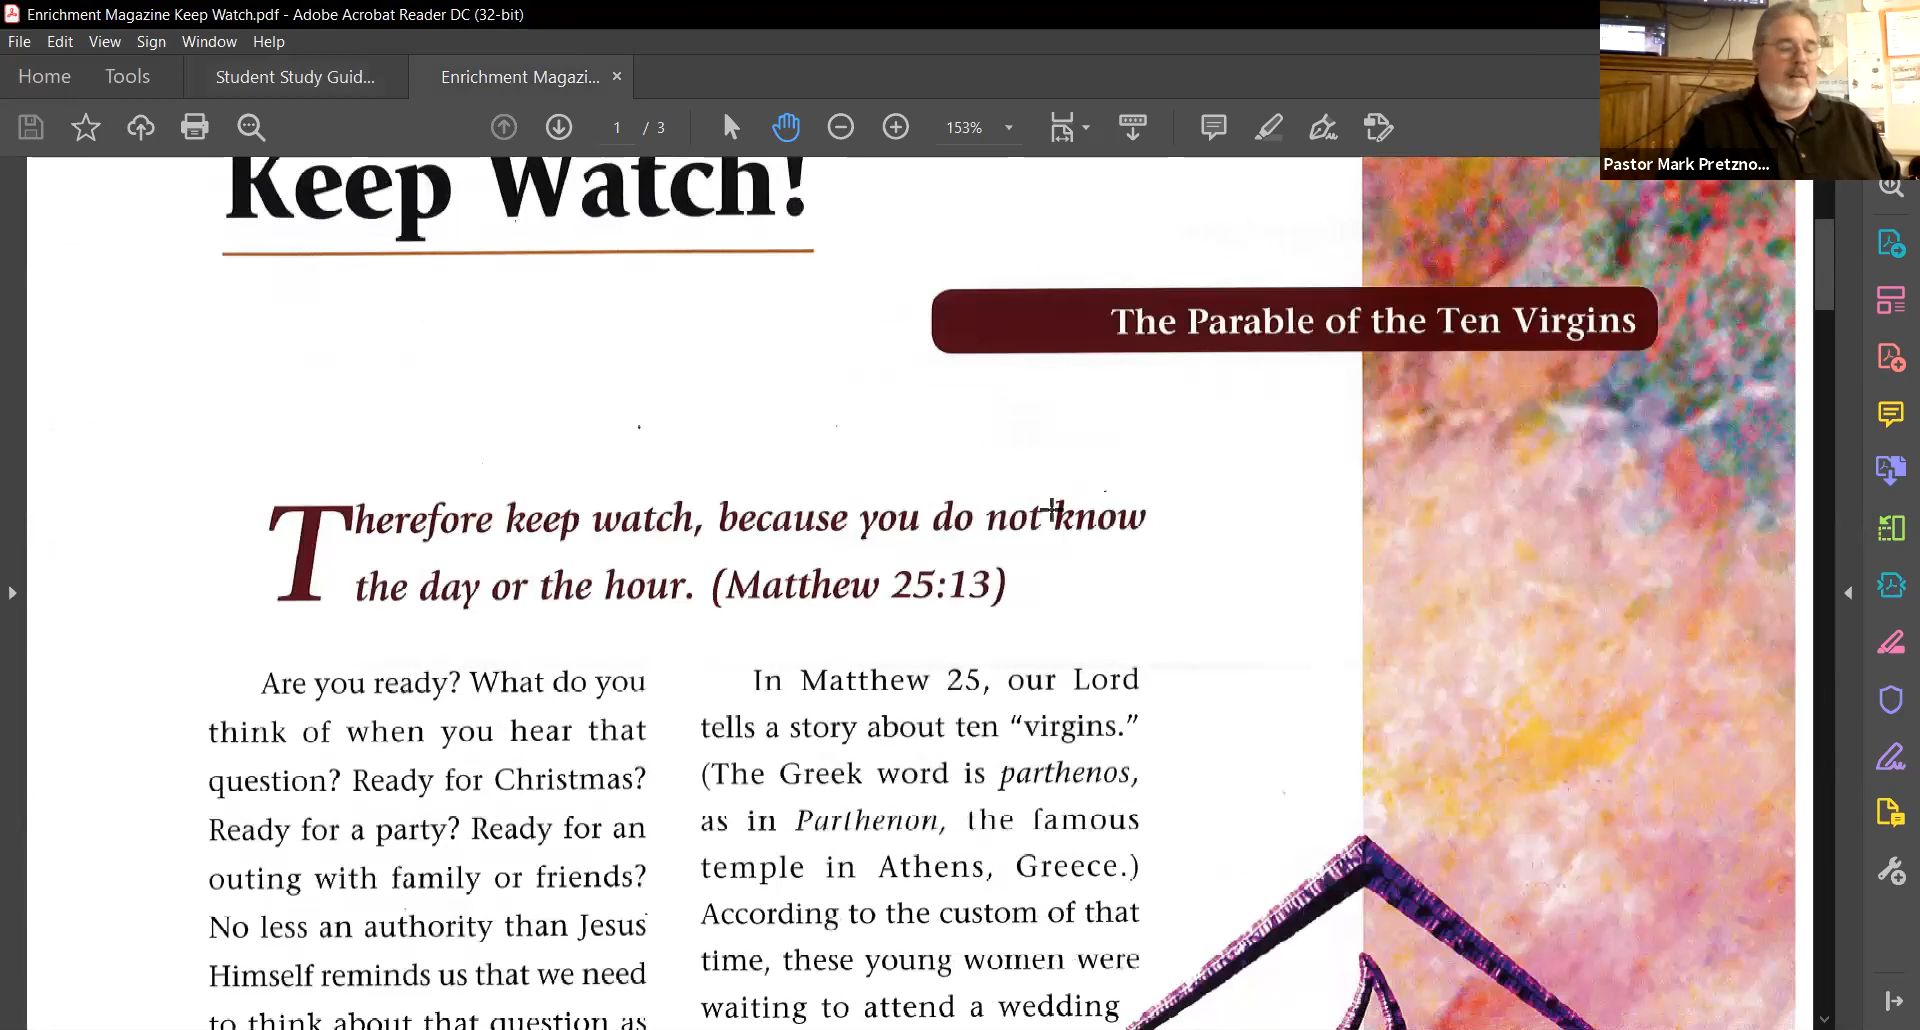 Enrichment Magazine Keep Watch.pdf - Adobe Acrobat Reader DC (32-bit)
File Edit View Sign Window Help
Home Tools Student Study Guid... Enrichment Magazi... ×
1 / 3 153%
Pastor Mark Pretzno...
Keep Watch!
The Parable of the Ten Virgins
Therefore keep watch, because you do not know
the day or the hour. (Matthew 25:13)
Are you ready? What do you
think of when you hear that
question? Ready for Christmas?
Ready for a party? Ready for an
outing with family or friends?
No less an authority than Jesus
Himself reminds us that we need
to think about that question as
In Matthew 25, our Lord
tells a story about ten “virgins.”
(The Greek word is parthenos,
as in Parthenon, the famous
temple in Athens, Greece.)
According to the custom of that
time, these young women were
waiting to attend a wedding